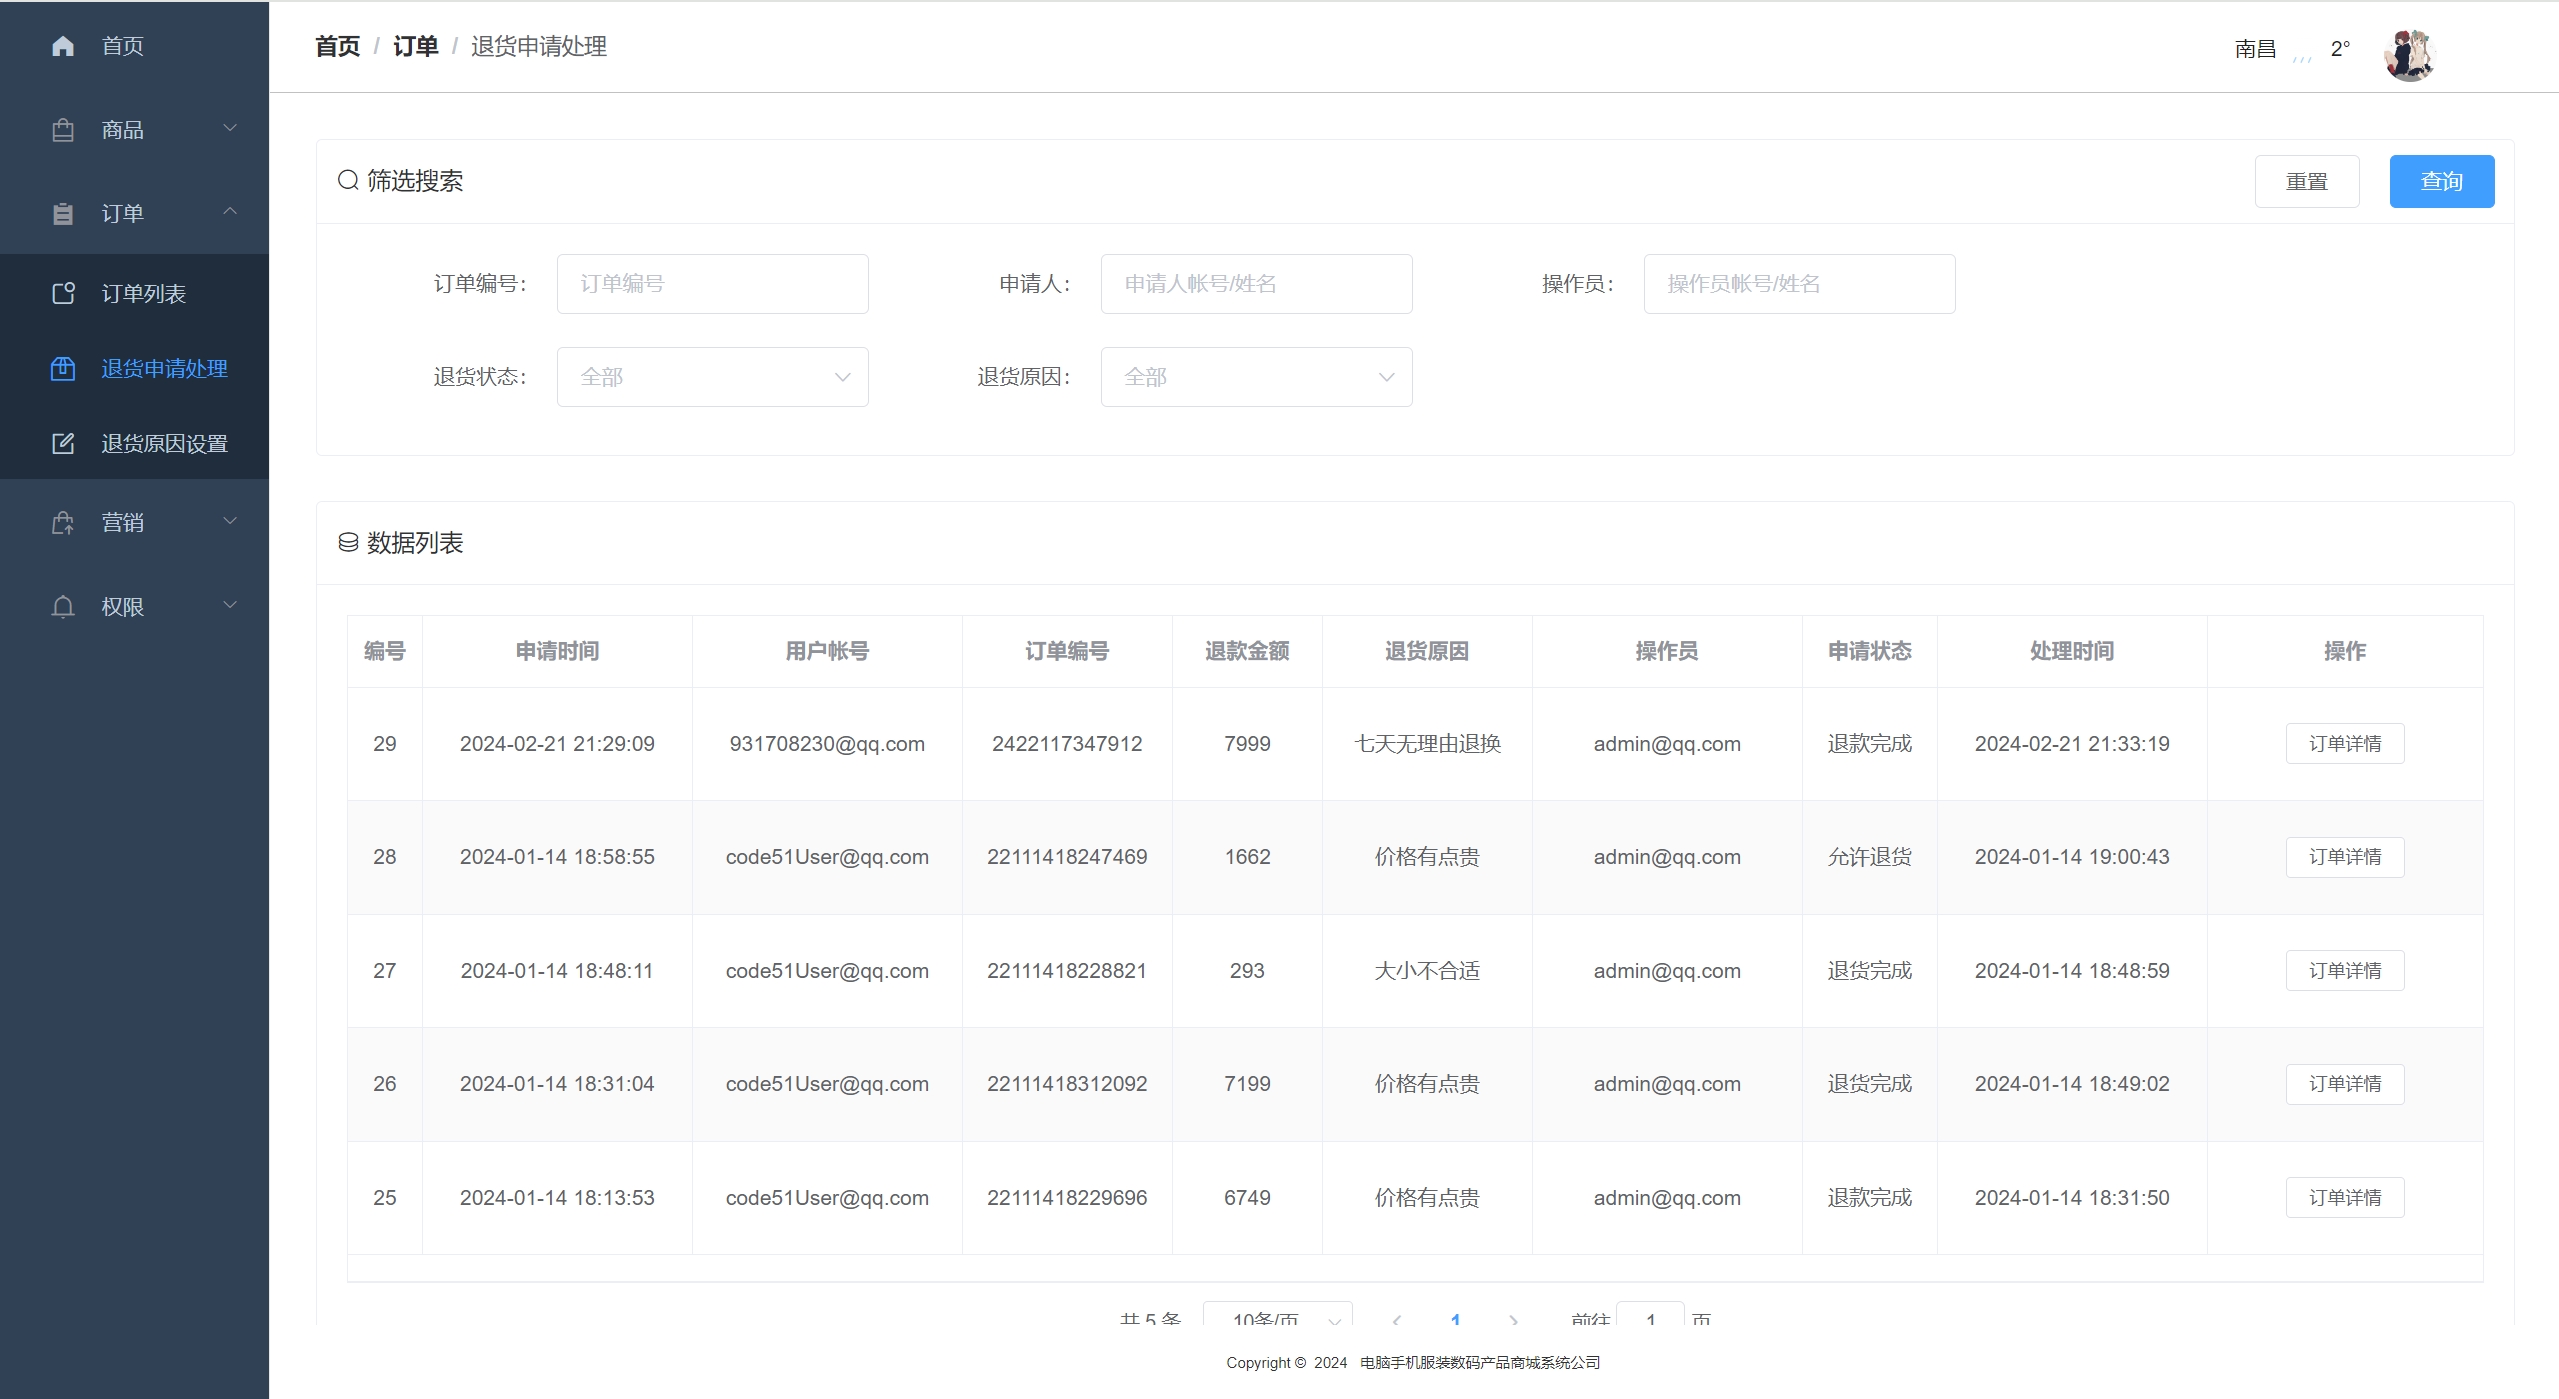 首页
商品
订单
订单列表
退货申请处理
退货原因设置
营销
权限
首页 / 订单 / 退货申请处理
南昌 2°
筛选搜索 重置 查询
订单编号： 订单编号 申请人： 申请人帐号/姓名 操作员： 操作员帐号/姓名
退货状态： 全部 退货原因： 全部
数据列表
编号 申请时间 用户帐号 订单编号 退款金额 退货原因 操作员 申请状态 处理时间 操作
29 2024-02-21 21:29:09 931708230@qq.com 2422117347912 7999 七天无理由退换 admin@qq.com 退款完成 2024-02-21 21:33:19 订单详情
28 2024-01-14 18:58:55 code51User@qq.com 22111418247469 1662 价格有点贵 admin@qq.com 允许退货 2024-01-14 19:00:43 订单详情
27 2024-01-14 18:48:11 code51User@qq.com 22111418228821 293 大小不合适 admin@qq.com 退货完成 2024-01-14 18:48:59 订单详情
26 2024-01-14 18:31:04 code51User@qq.com 22111418312092 7199 价格有点贵 admin@qq.com 退货完成 2024-01-14 18:49:02 订单详情
25 2024-01-14 18:13:53 code51User@qq.com 22111418229696 6749 价格有点贵 admin@qq.com 退款完成 2024-01-14 18:31:50 订单详情
共 5 条 10条/页 1 前往 1 页
Copyright © 2024 电脑手机服装数码产品商城系统公司